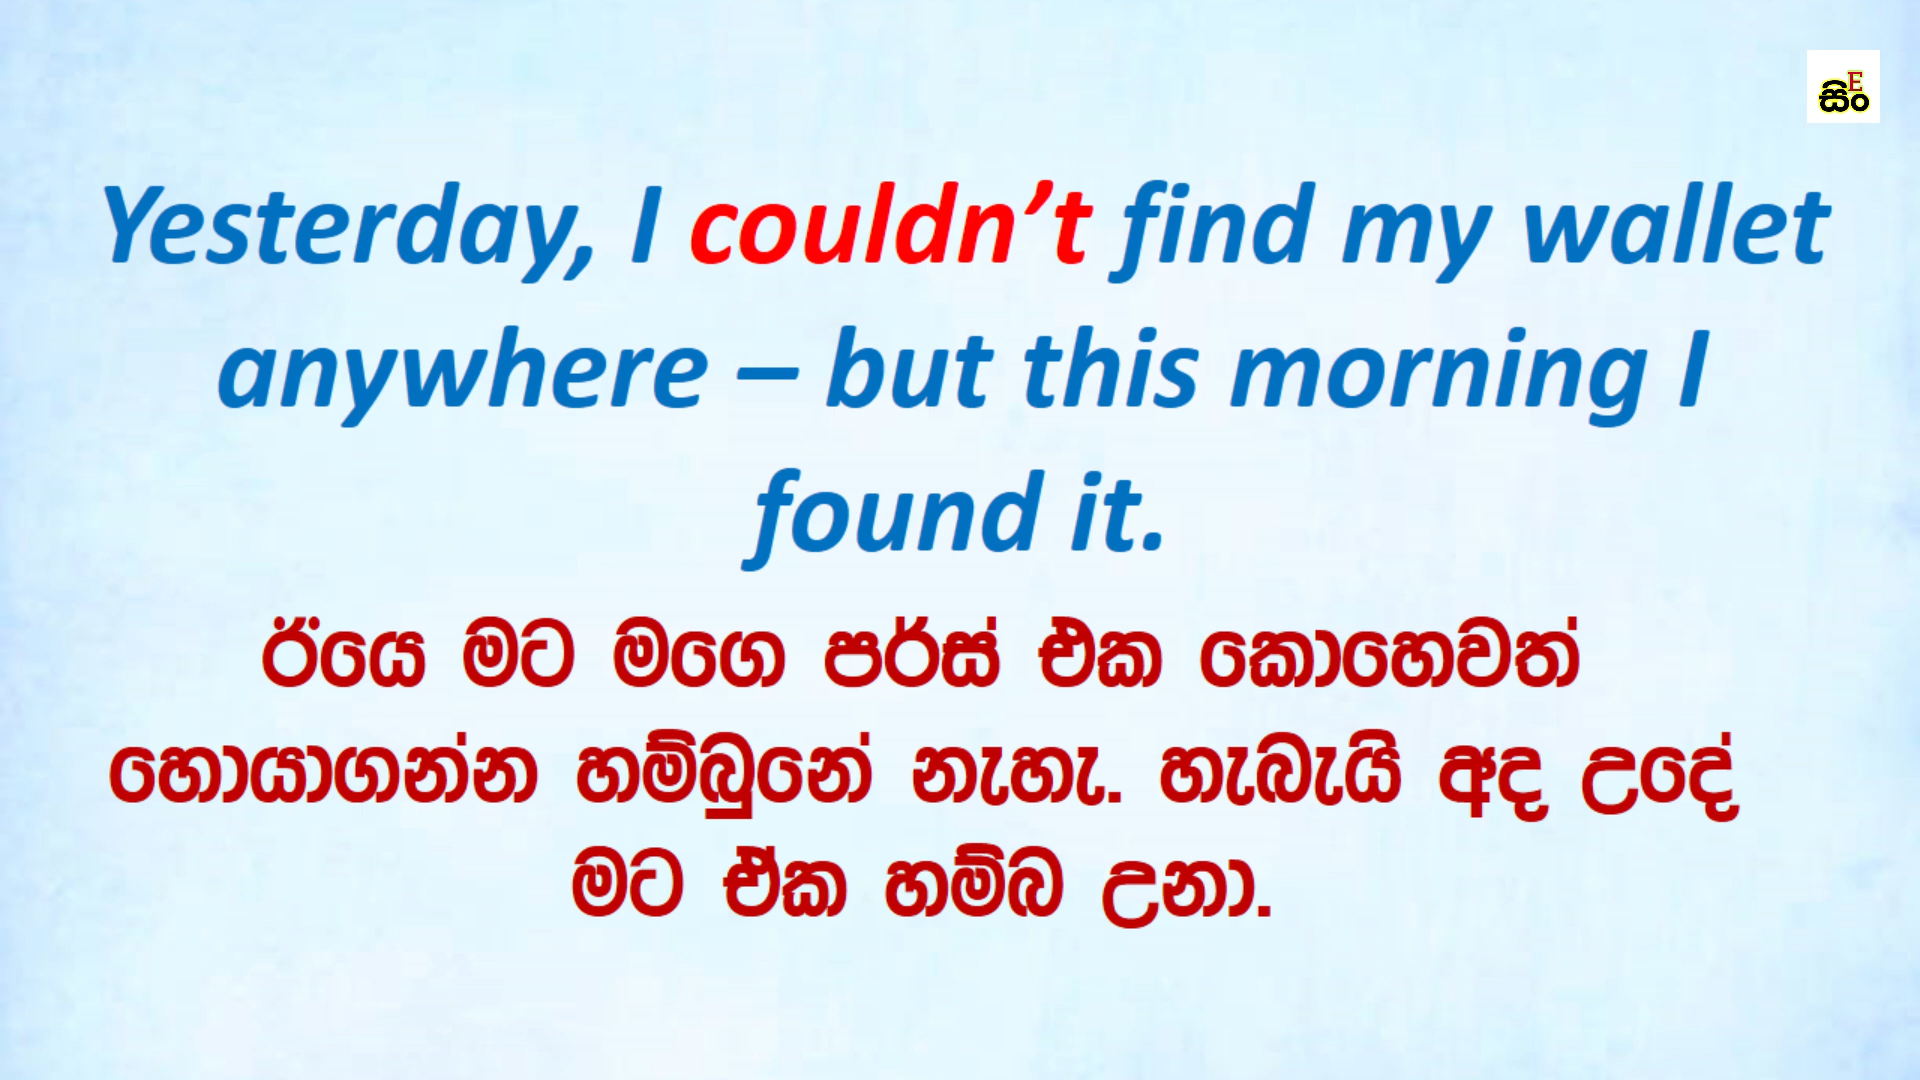 සිං
E
Yesterday, I couldn’t find my wallet
anywhere – but this morning I
found it.
ඊයෙ මට මගෙ පර්ස් එක කොහෙවත්
හොයාගන්න හම්බුනේ නැහැ. හැබැයි අද උදේ
මට ඒක හම්බ උනා.